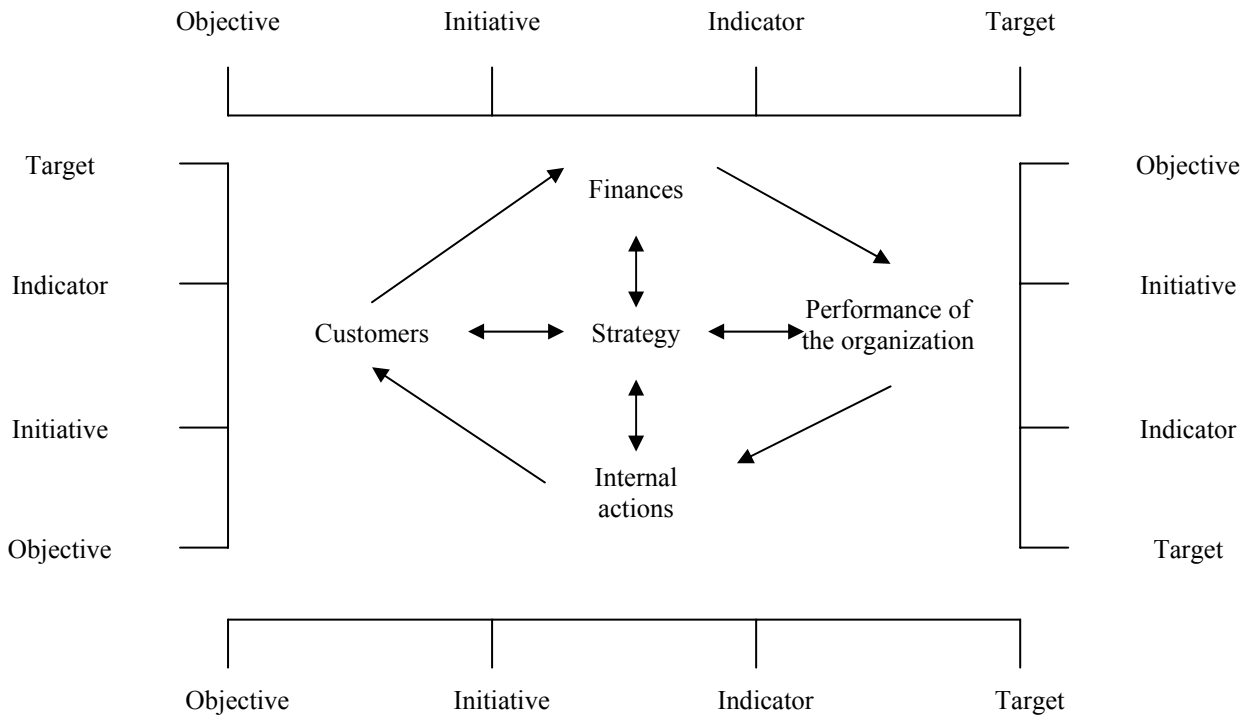 Objective
Initiative
Indicator
Target
Target
Objective
Finances
Indicator
Initiative
Customers
Strategy
Performance of
the organization
Initiative
Indicator
Internal
actions
Objective
Target
Objective
Initiative
Indicator
Target